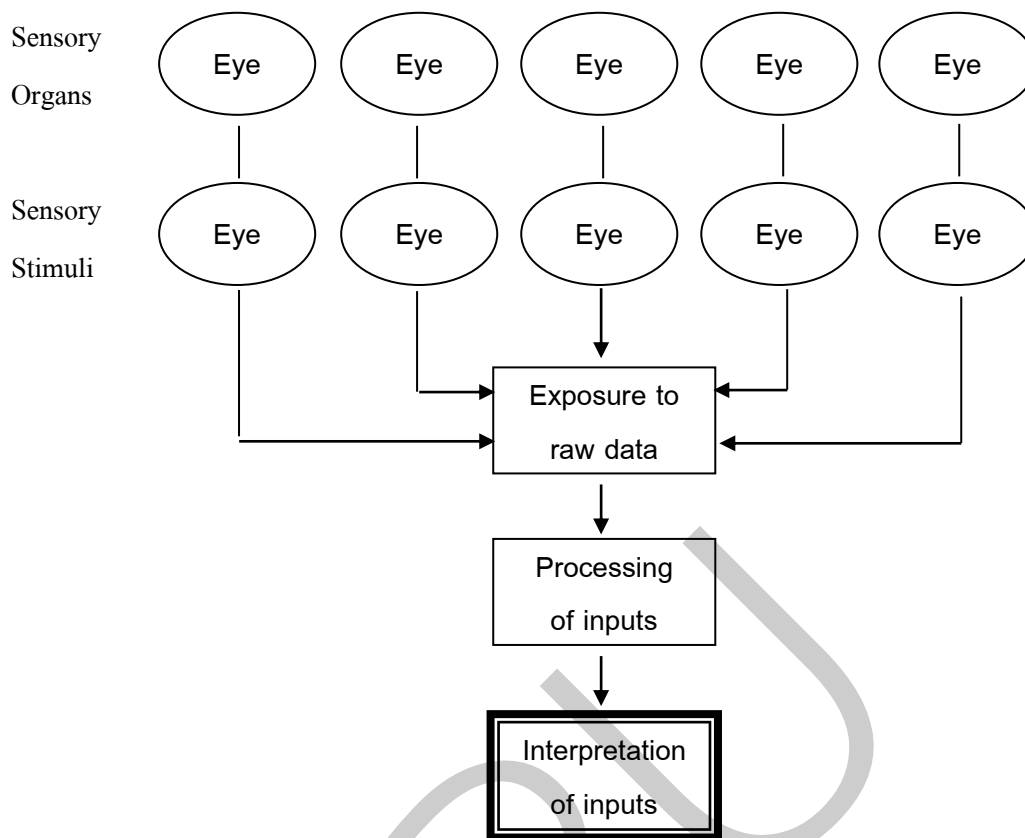 Sensory
Organs
Eye Eye Eye Eye Eye
Sensory
Stimuli
Eye Eye Eye Eye Eye
Exposure to
raw data
Processing
of inputs
Interpretation
of inputs